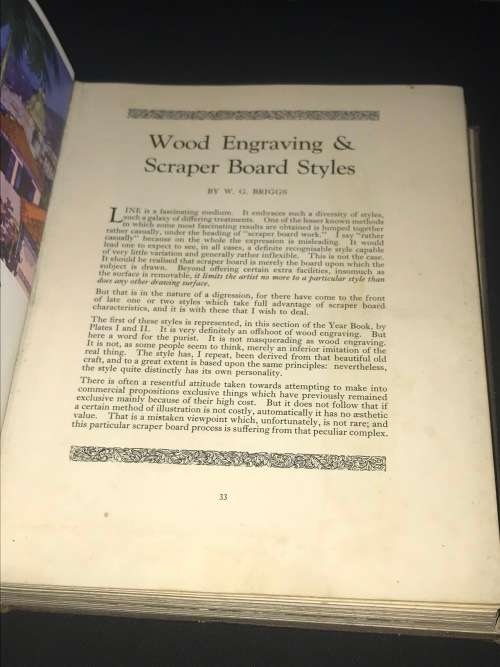 Wood Engraving &
Scraper Board Styles
BY W. G. BRIGGS
LINE is a fascinating medium. It embraces such a diversity of styles,
such a galaxy of differing treatments. One of the lesser known methods
in which some most fascinating results are obtained is lumped together
rather casually, under the heading of "scraper board work." I say "rather
casually" because on the whole the expression is misleading. It would
lead one to expect to see, in all cases, a definite recognisable style capable
of very little variation and generally rather inflexible. This is not the case.
It should be realised that scraper board is merely the board upon which the
subject is drawn. Beyond offering certain extra facilities, insomuch as
the surface is removable, it limits the artist no more to a particular style than
does any other drawing surface.
But that is in the nature of a digression, for there have come to the front
of late one or two styles which take full advantage of scraper board
characteristics, and it is with these that I wish to deal.
The first of these styles is represented, in this section of the Year Book, by
Plates I and II. It is very definitely an offshoot of wood engraving. But
here a word for the purist. It is not masquerading as wood engraving.
It is not, as some people seem to think, merely an inferior imitation of the
real thing. The style has, I repeat, been derived from that beautiful old
craft, and to a great extent is based upon the same principles: nevertheless,
the style quite distinctly has its own personality.
There is often a resentful attitude taken towards attempting to make into
commercial propositions exclusive things which have previously remained
exclusive mainly because of their high cost. But it does not follow that if
a certain method of illustration is not costly, automatically it has no æsthetic
value. That is a mistaken viewpoint which, unfortunately, is not rare; and
this particular scraper board process is suffering from that peculiar complex.
33